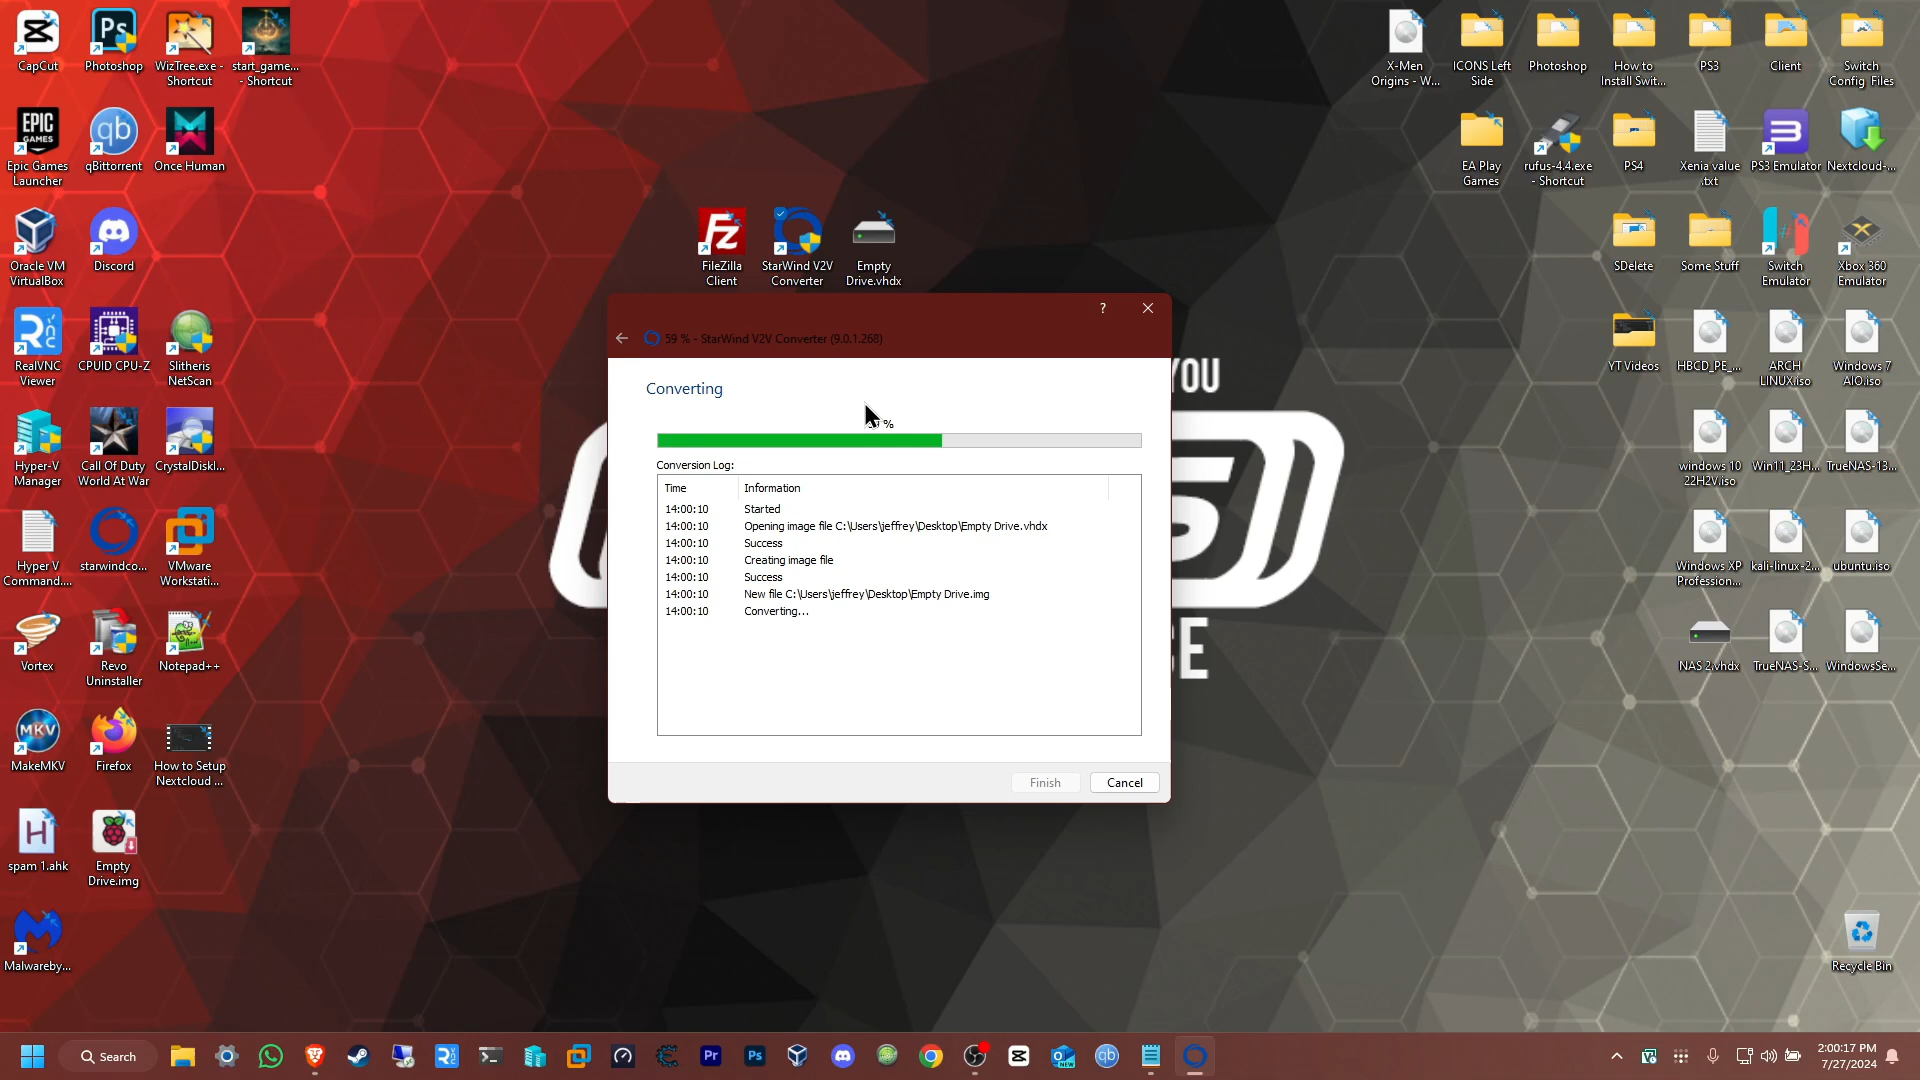 CapCut
Photoshop
WizTree.exe -
Shortcut
start_game...
- Shortcut
Epic Games
Launcher
qBittorrent
Once Human
Oracle VM
VirtualBox
Discord
RealVNC
Viewer
CPUID CPU-Z
Slitheris
NetScan
Hyper-V
Manager
Call Of Duty
World At War
CrystalDiskI...
Hyper V
Command....
starwindco...
VMware
Workstati...
Vortex
Revo
Uninstaller
Notepad++
MakeMKV
Firefox
How to Setup
Nextcloud ...
spam 1.ahk
Empty
Drive.img
Malwareby...
FileZilla
Client
StarWind V2V
Converter
Empty
Drive.vhdx
59 % - StarWind V2V Converter (9.0.1.268)
Converting
%
Conversion Log:
Time Information
14:00:10 Started
14:00:10 Opening image file C:\Users\jeffrey\Desktop\Empty Drive.vhdx
14:00:10 Success
14:00:10 Creating image file
14:00:10 Success
14:00:10 New file C:\Users\jeffrey\Desktop\Empty Drive.img
14:00:10 Converting...
Finish Cancel
YOU
S
E
X-Men
Origins - W...
ICONS Left
Side
Photoshop
How to
Install Swit...
PS3
Client
Switch
Config Files
EA Play
Games
rufus-4.4.exe
- Shortcut
PS4
Xenia value
.txt
PS3 Emulator
Nextcloud-...
SDelete
Some Stuff
Switch
Emulator
Xbox 360
Emulator
YT Videos
HBCD_PE_...
ARCH
LINUX.iso
Windows 7
AIO.iso
windows 10
22H2V.iso
Win11_23H...
TrueNAS-13...
Windows XP
Profession...
kali-linux-2...
ubuntu.iso
NAS 2.vhdx
TrueNAS-S...
WindowsSe...
Recycle Bin
Search
2:00:17 PM
7/27/2024